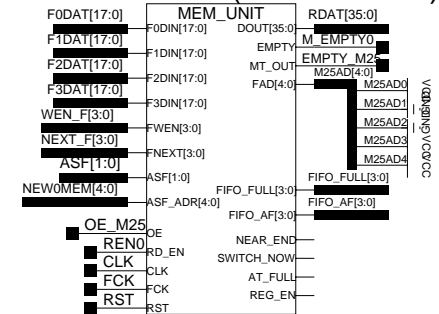 MEM_UNIT
F0DAT[17:0]
F0DIN[17:0]
F1DAT[17:0]
F1DIN[17:0]
F2DAT[17:0]
F2DIN[17:0]
F3DAT[17:0]
F3DIN[17:0]
WEN_F[3:0]
FWEN[3:0]
NEXT_F[3:0]
FNEXT[3:0]
ASF[1:0]
ASF[1:0]
NEW0MEM[4:0]
ASF_ADR[4:0]
OE_M25
OE
REN0
RD_EN
CLK
CLK
FCK
FCK
RST
RST
RDAT[35:0]
DOUT[35:0]
M_EMPTY0
EMPTY
EMPTY_M25
MT_OUT
M25AD[4:0]
FAD[4:0]
M25AD0
M25AD1
M25AD2
M25AD3
M25AD4
FIFO_FULL[3:0]
FIFO_FULL[3:0]
FIFO_AF[3:0]
FIFO_AF[3:0]
NEAR_END
SWITCH_NOW
AT_FULL
REG_EN